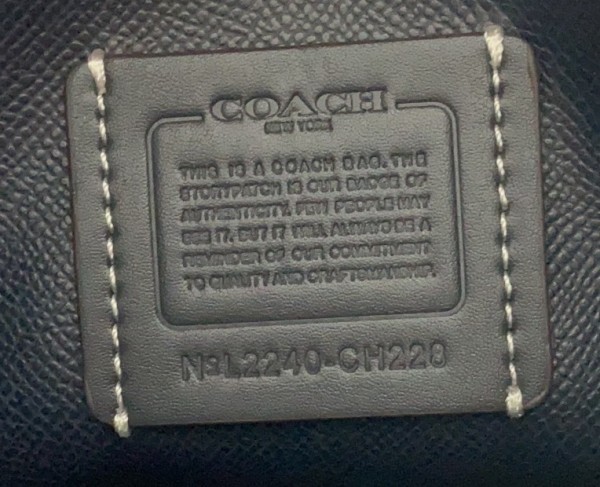 COACH
NEW YORK
THIS IS A COACH BAG. THE
STORYPATCH IS OUR BADGE OF
AUTHENTICITY. FEW PEOPLE MAY
SEE IT. BUT IT WILL ALWAYS BE A
REMINDER OF OUR COMMITMENT
TO QUALITY AND CRAFTSMANSHIP.
Nº L2240-CH228